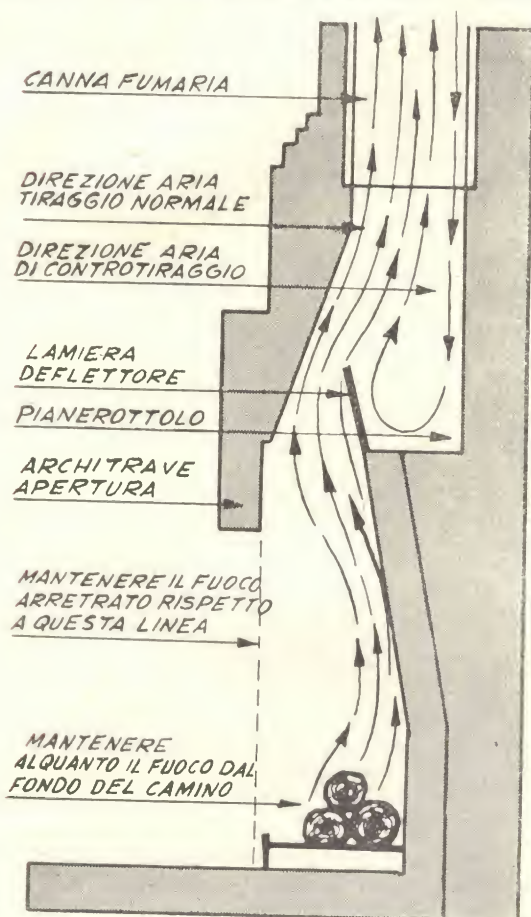 CANNA FUMARIA
DIREZIONE ARIA
TIRAGGIO NORMALE
DIREZIONE ARIA
DI CONTROTIRAGGIO
LAMIERA
DEFLETTORE
PIANEROTTOLO
ARCHITRAVE
APERTURA
MANTENERE IL FUOCO
ARRETRATO RISPETTO
A QUESTA LINEA
MANTENERE
ALQUANTO IL FUOCO DAL
FONDO DEL CAMINO